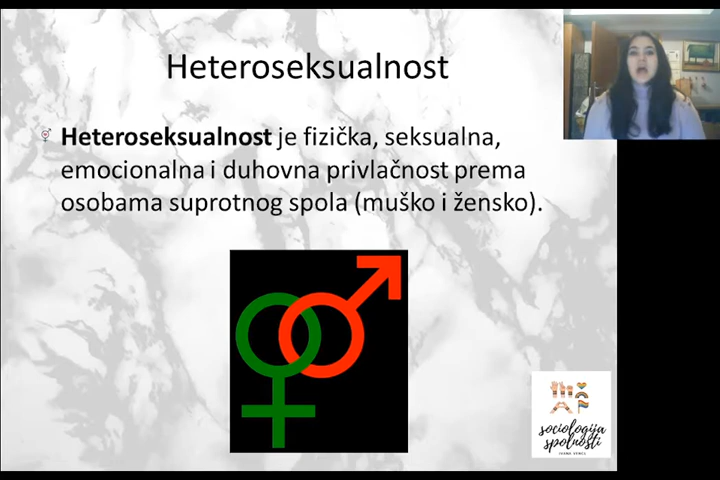 Heteroseksualnost
Heteroseksualnost je fizička, seksualna,
emocionalna i duhovna privlačnost prema
osobama suprotnog spola (muško i žensko).
sociologija
spolnosti